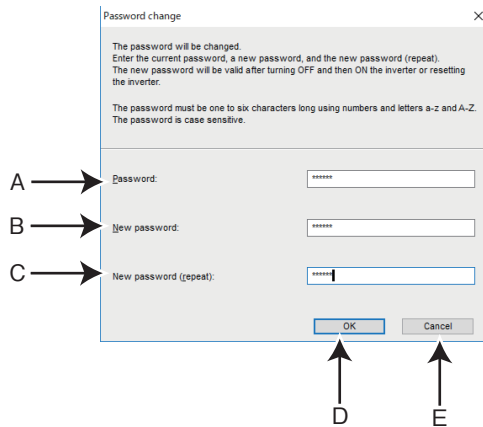 Password change
The password will be changed.
Enter the current password, a new password, and the new password (repeat).
The new password will be valid after turning OFF and then ON the inverter or resetting
the inverter.
The password must be one to six characters long using numbers and letters a-z and A-Z.
The password is case sensitive.
A
Password:
******
B
New password:
******
C
New password (repeat):
******
OK
Cancel
D
E